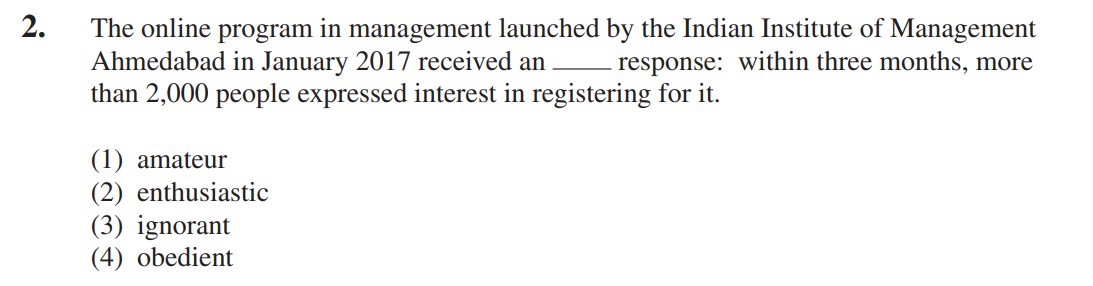 2. The online program in management launched by the Indian Institute of Management
Ahmedabad in January 2017 received an _____ response: within three months, more
than 2,000 people expressed interest in registering for it.
(1) amateur
(2) enthusiastic
(3) ignorant
(4) obedient